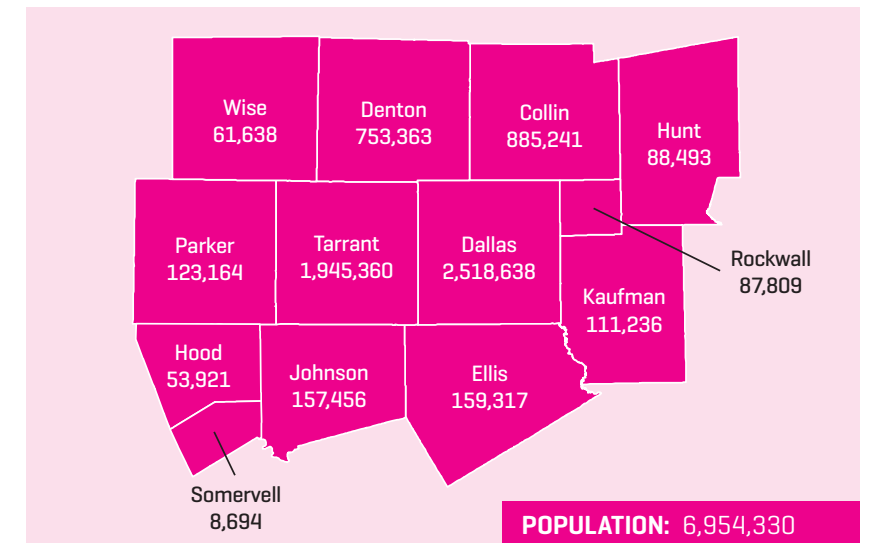 Wise
61,638
Denton
753,363
Collin
885,241
Hunt
88,493
Parker
123,164
Tarrant
1,945,360
Dallas
2,518,638
Rockwall
87,809
Kaufman
111,236
Hood
53,921
Johnson
157,456
Ellis
159,317
Somervell
8,694
POPULATION: 6,954,330